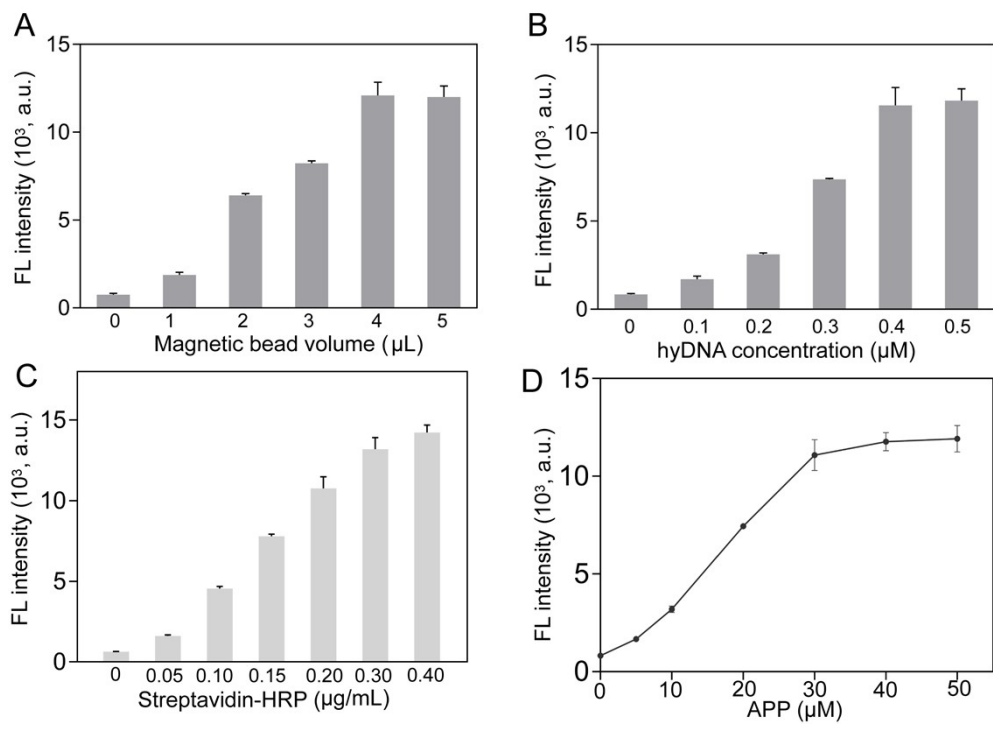 A
15
10
5
0
FL intensity (10³, a.u.)
0 1 2 3 4 5
Magnetic bead volume (μL)
B
15
10
5
0
FL intensity (10³, a.u.)
0 0.1 0.2 0.3 0.4 0.5
hyDNA concentration (μM)
C
15
10
5
0
FL intensity (10³, a.u.)
0 0.05 0.10 0.15 0.20 0.30 0.40
Streptavidin-HRP (μg/mL)
D
15
10
5
0
FL intensity (10³, a.u.)
0 10 20 30 40 50
APP (μM)